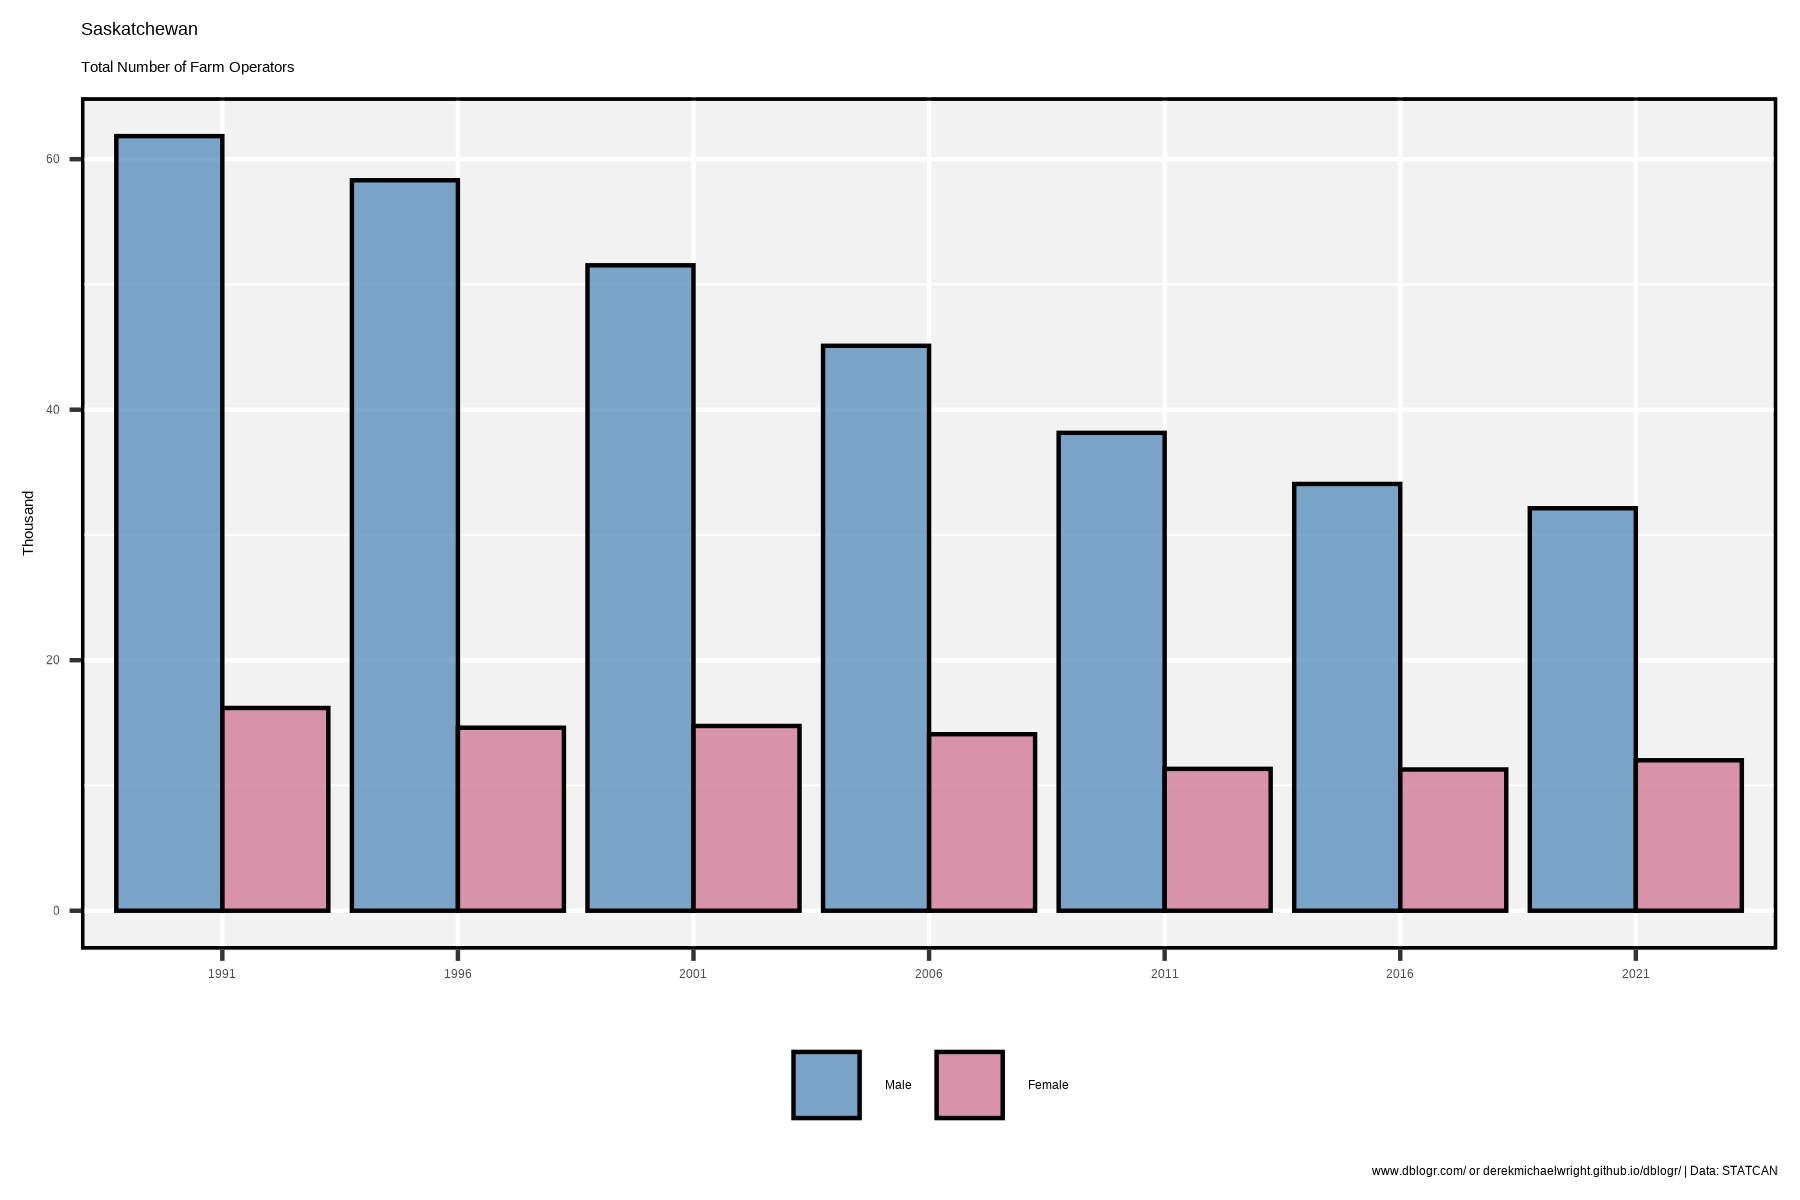 Saskatchewan
Total Number of Farm Operators
Thousand
60
40
20
0
1991 1996 2001 2006 2011 2016 2021
Male Female
www.dblogr.com/ or derekmichaelwright.github.io/dblogr/ | Data: STATCAN